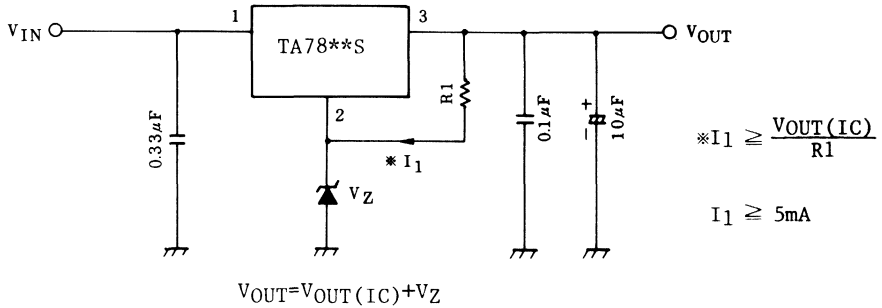 1
3
VIN
TA78**S
VOUT
R1
2
0.33μF
※I1
0.1μF
+
-
10μF
※I1 ≧ VOUT(IC)
R1
VZ
I1 ≧ 5mA
VOUT=VOUT(IC)+VZ